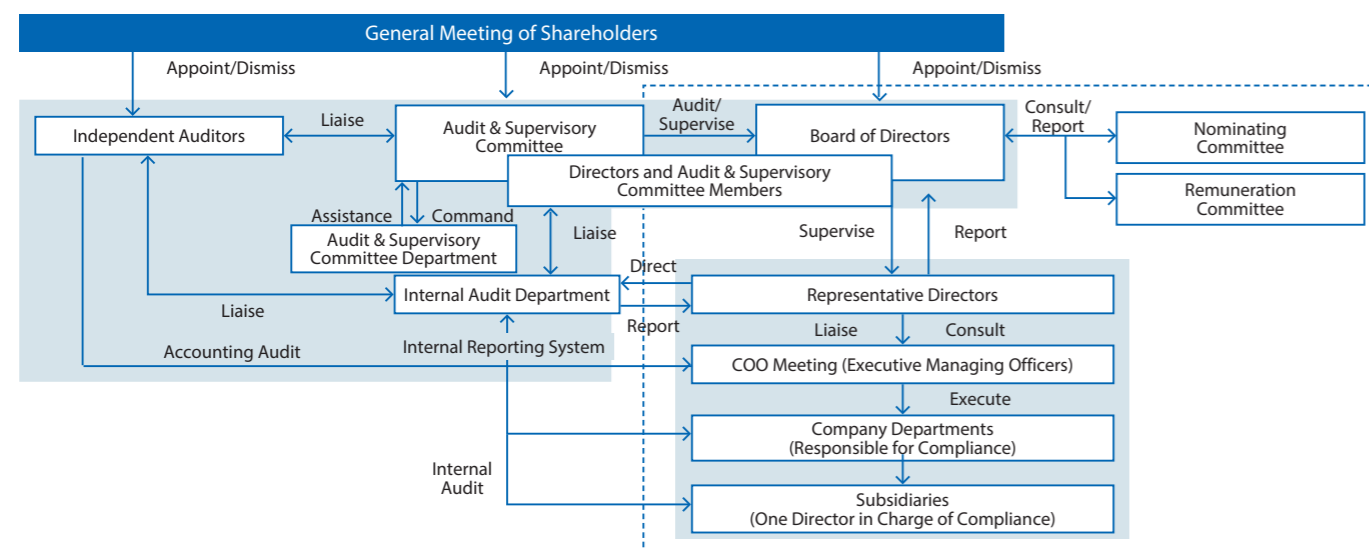 General Meeting of Shareholders
Appoint/Dismiss
Appoint/Dismiss
Appoint/Dismiss
Independent Auditors
Liaise
Audit & Supervisory
Committee
Audit/
Supervise
Board of Directors
Consult/
Report
Nominating
Committee
Directors and Audit & Supervisory
Committee Members
Remuneration
Committee
Assistance
Command
Audit & Supervisory
Committee Department
Liaise
Supervise
Report
Direct
Internal Audit Department
Representative Directors
Liaise
Report
Liaise
Consult
Accounting Audit
Internal Reporting System
COO Meeting (Executive Managing Officers)
Execute
Company Departments
(Responsible for Compliance)
Internal
Audit
Subsidiaries
(One Director in Charge of Compliance)